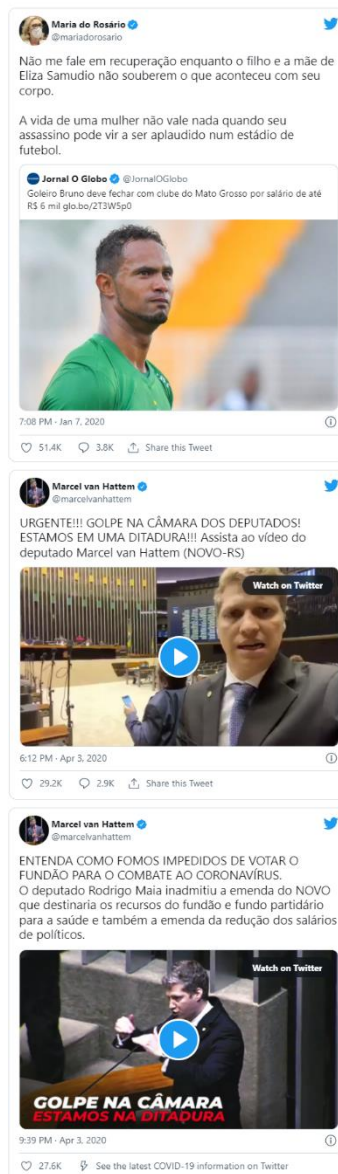 Maria do Rosário
@mariadorosario
Não me fale em recuperação enquanto o filho e a mãe de
Eliza Samudio não souberem o que aconteceu com seu
corpo.
A vida de uma mulher não vale nada quando seu
assassino pode vir a ser aplaudido num estádio de
futebol.
Jornal O Globo @JornalOGlobo
Goleiro Bruno deve fechar com clube do Mato Grosso por salário de até
R$ 6 mil glo.bo/2T3W5p0
7:08 PM · Jan 7, 2020
51.4K 3.8K Share this Tweet
Marcel van Hattem
@marcelvanhattem
URGENTE!!! GOLPE NA CÂMARA DOS DEPUTADOS!
ESTAMOS EM UMA DITADURA!!! Assista ao vídeo do
deputado Marcel van Hattem (NOVO-RS)
Watch on Twitter
6:12 PM · Apr 3, 2020
29.2K 2.9K Share this Tweet
Marcel van Hattem
@marcelvanhattem
ENTENDA COMO FOMOS IMPEDIDOS DE VOTAR O
FUNDÃO PARA O COMBATE AO CORONAVÍRUS.
O deputado Rodrigo Maia inadmitiu a emenda do NOVO
que destinaria os recursos do fundão e fundo partidário
para a saúde e também a emenda da redução dos salários
de políticos.
Watch on Twitter
GOLPE NA CÂMARA
ESTAMOS NA DITADURA
9:39 PM · Apr 3, 2020
27.6K See the latest COVID-19 information on Twitter